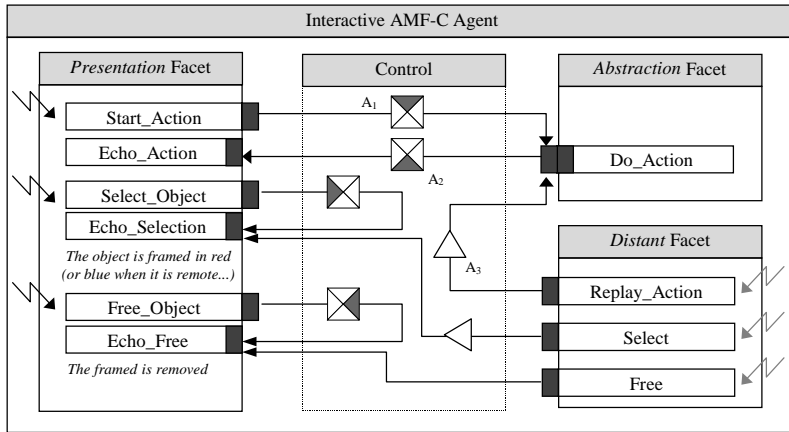 Interactive AMF-C Agent
Presentation Facet
Start_Action
Echo_Action
Select_Object
Echo_Selection
The object is framed in red
(or blue when it is remote...)
Free_Object
Echo_Free
The framed is removed
Control
A1
A2
A3
Abstraction Facet
Do_Action
Distant Facet
Replay_Action
Select
Free